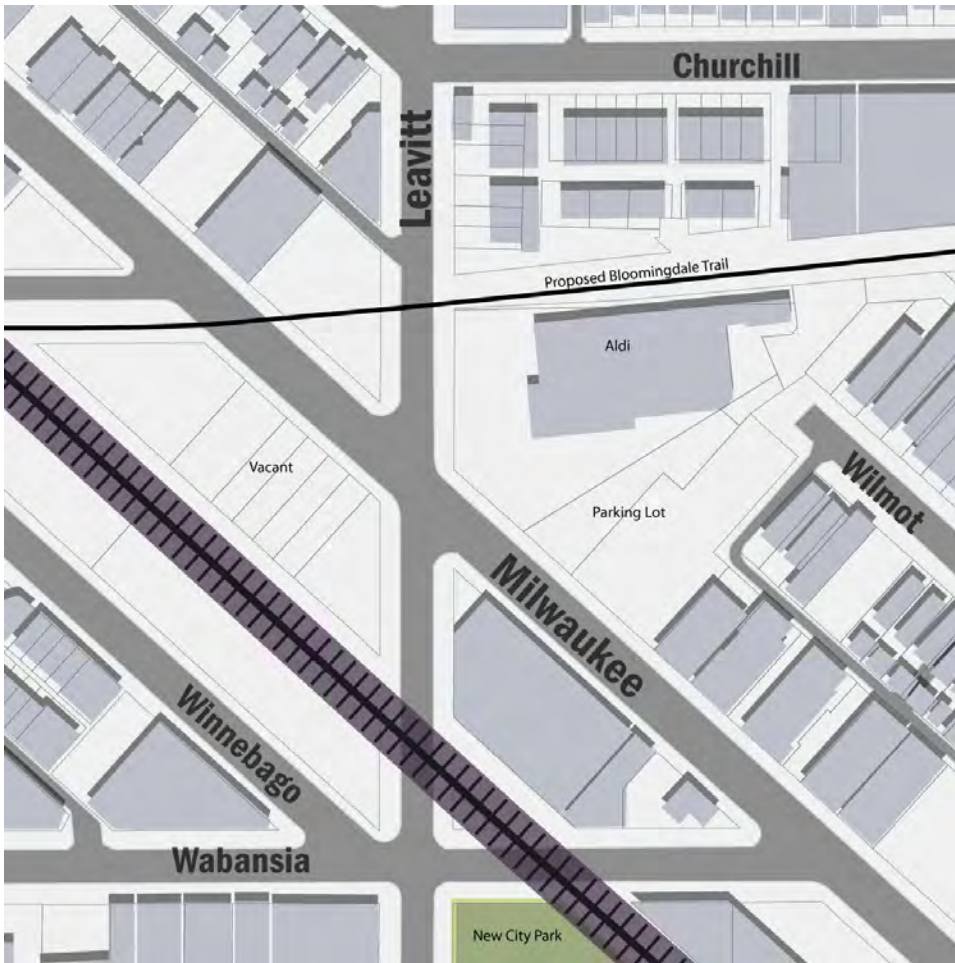 Churchill
Leavitt
Proposed Bloomingdale Trail
Aldi
Vacant
Wilmot
Parking Lot
Milwaukee
Winnebago
Wabansia
New City Park